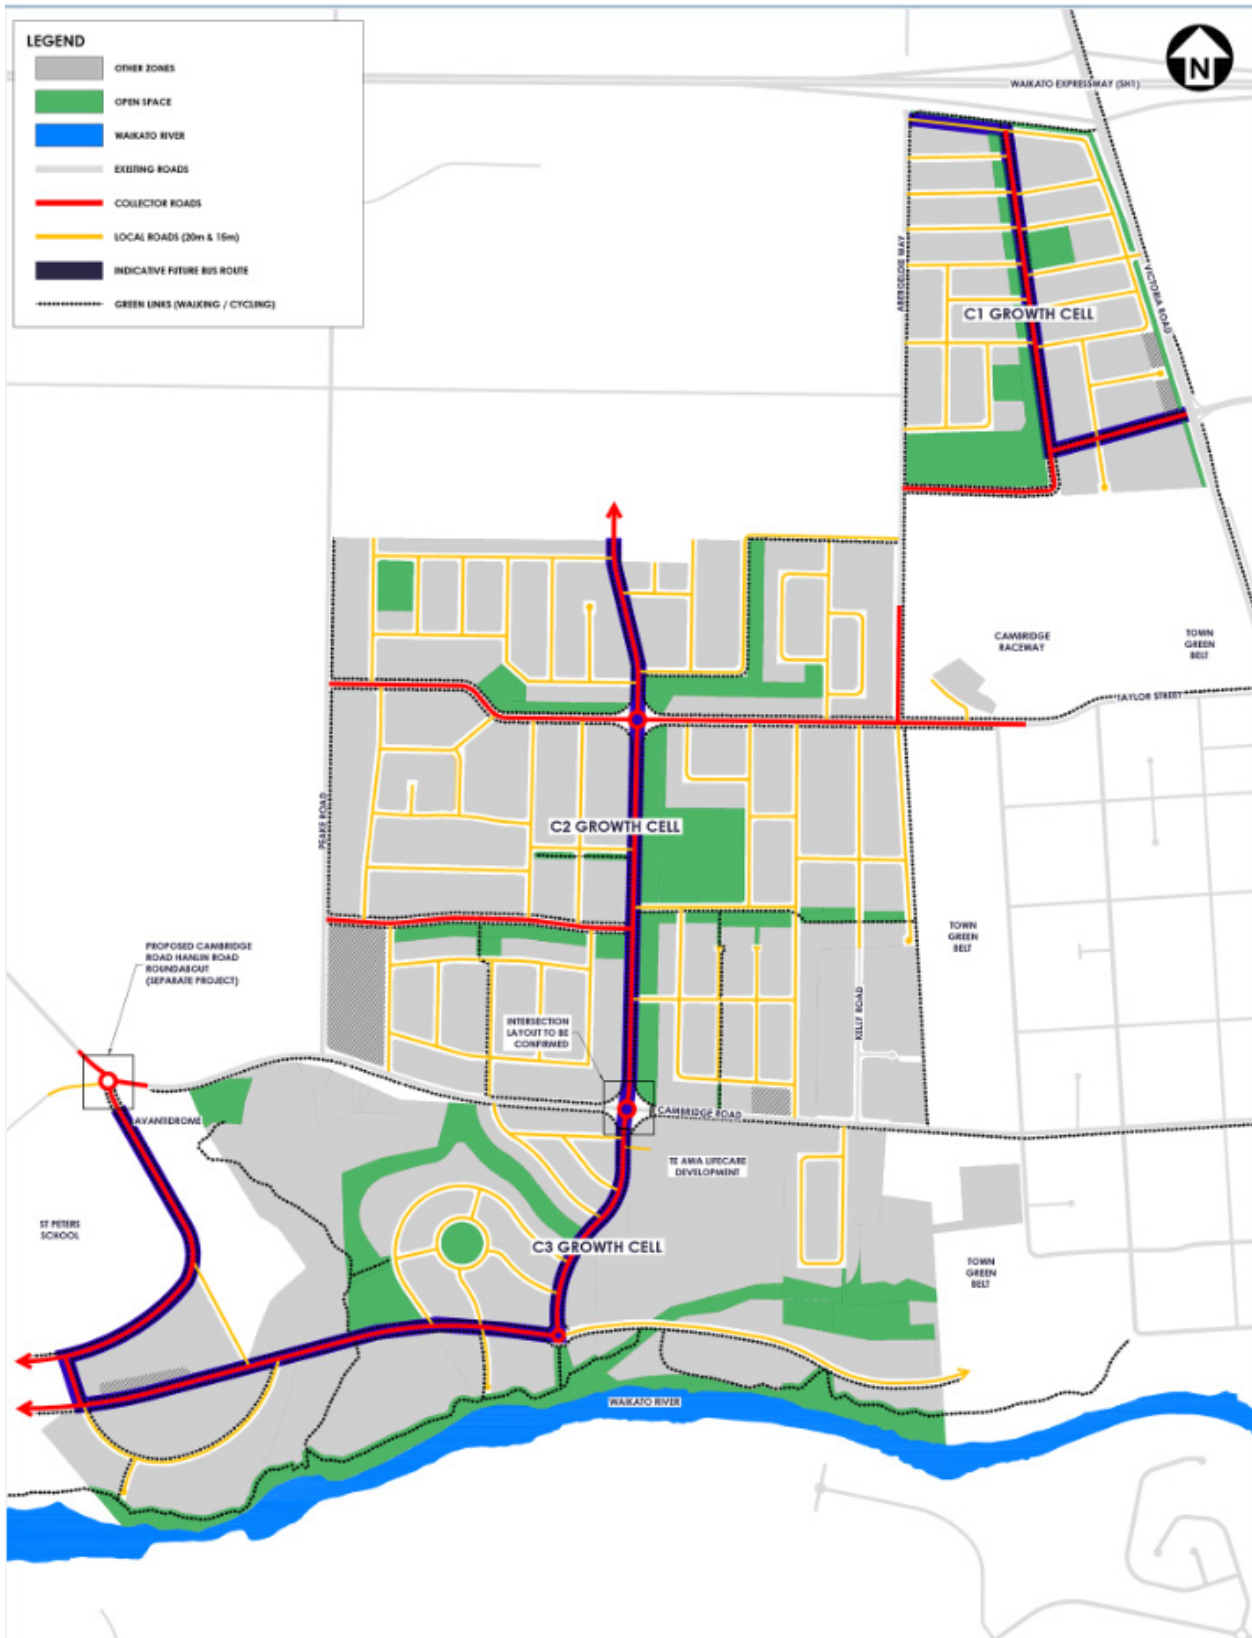 LEGEND
OTHER ZONES
OPEN SPACE
WAIKATO RIVER
EXISTING ROADS
COLLECTOR ROADS
LOCAL ROADS (20m & 15m)
INDICATIVE FUTURE BUS ROUTE
GREEN LINKS (WALKING / CYCLING)
N
WAIKATO EXPRESSWAY (SH1)
ABERGELDIE WAY
VICTORIA ROAD
C1 GROWTH CELL
CAMBRIDGE
RACEWAY
TOWN
GREEN
BELT
TAYLOR STREET
PEAKE ROAD
C2 GROWTH CELL
TOWN
GREEN
BELT
PROPOSED CAMBRIDGE
ROAD HANLIN ROAD
ROUNDABOUT
(SEPARATE PROJECT)
KELLY ROAD
INTERSECTION
LAYOUT TO BE
CONFIRMED
CAMBRIDGE ROAD
AVANTIDROME
TE AWA LIFECARE
DEVELOPMENT
ST PETERS
SCHOOL
C3 GROWTH CELL
TOWN
GREEN
BELT
WAIKATO RIVER